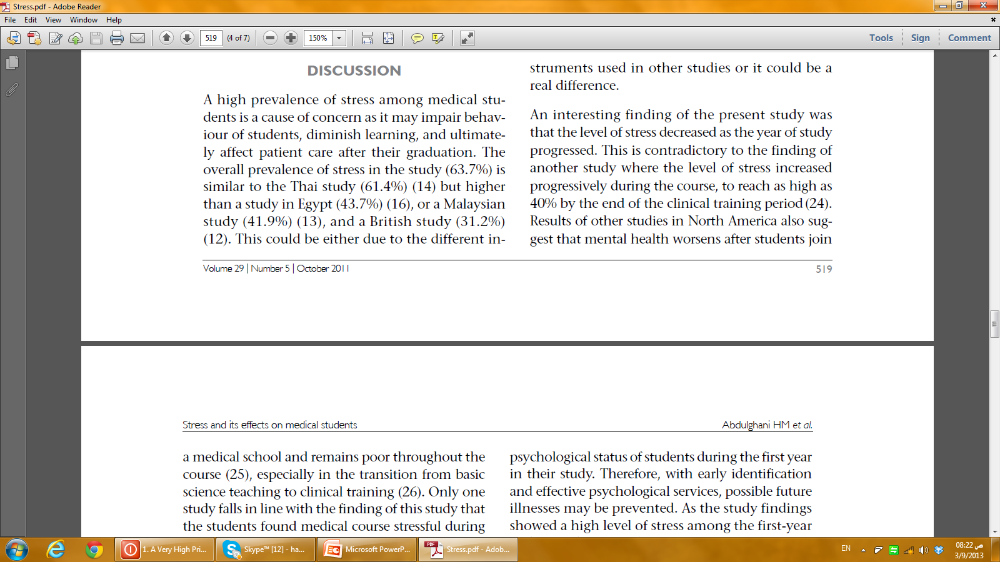 Stress.pdf - Adobe Reader
File Edit View Window Help
519 (4 of 7) 150% Tools Sign Comment
DISCUSSION
A high prevalence of stress among medical stu-
dents is a cause of concern as it may impair behav-
iour of students, diminish learning, and ultimate-
ly affect patient care after their graduation. The
overall prevalence of stress in the study (63.7%) is
similar to the Thai study (61.4%) (14) but higher
than a study in Egypt (43.7%) (16), or a Malaysian
study (41.9%) (13), and a British study (31.2%)
(12). This could be either due to the different in-
struments used in other studies or it could be a
real difference.
An interesting finding of the present study was
that the level of stress decreased as the year of study
progressed. This is contradictory to the finding of
another study where the level of stress increased
progressively during the course, to reach as high as
40% by the end of the clinical training period (24).
Results of other studies in North America also sug-
gest that mental health worsens after students join
Volume 29 | Number 5 | October 2011
519
Stress and its effects on medical students
Abdulghani HM et al.
a medical school and remains poor throughout the
course (25), especially in the transition from basic
science teaching to clinical training (26). Only one
study falls in line with the finding of this study that
the students found medical course stressful during
psychological status of students during the first year
in their study. Therefore, with early identification
and effective psychological services, possible future
illnesses may be prevented. As the study findings
showed a high level of stress among the first-year
1. A Very High Pri... Skype™ [12] - ha... Microsoft PowerP... PDF Stress.pdf - Adob... EN
08:22 ص
3/9/2013